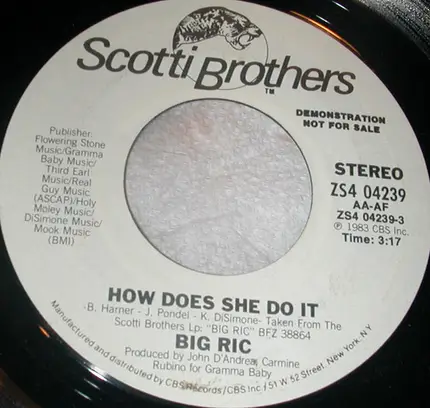 Scotti Brothers
TM
DEMONSTRATION
NOT FOR SALE
Publisher:
Flowering Stone
Music/Gramma
Baby Music/
Third Earl
Music/Real
Guy Music
(ASCAP)/Holy
Moley Music/
DiSimone Music/
Mook Music
(BMI)
STEREO
ZS4 04239
AA-AF
ZS4 04239-3
℗ 1983 CBS Inc.
Time: 3:17
HOW DOES SHE DO IT
-B. Harner- J. Pondel - K. DiSimone- Taken From The
Scotti Brothers Lp: "BIG RIC" BFZ 38864
BIG RIC
Produced by John D'Andrea, Carmine
Rubino for Gramma Baby
Manufactured and distributed by CBS Records/CBS Inc./51 W. 52 Street, New York, N.Y.